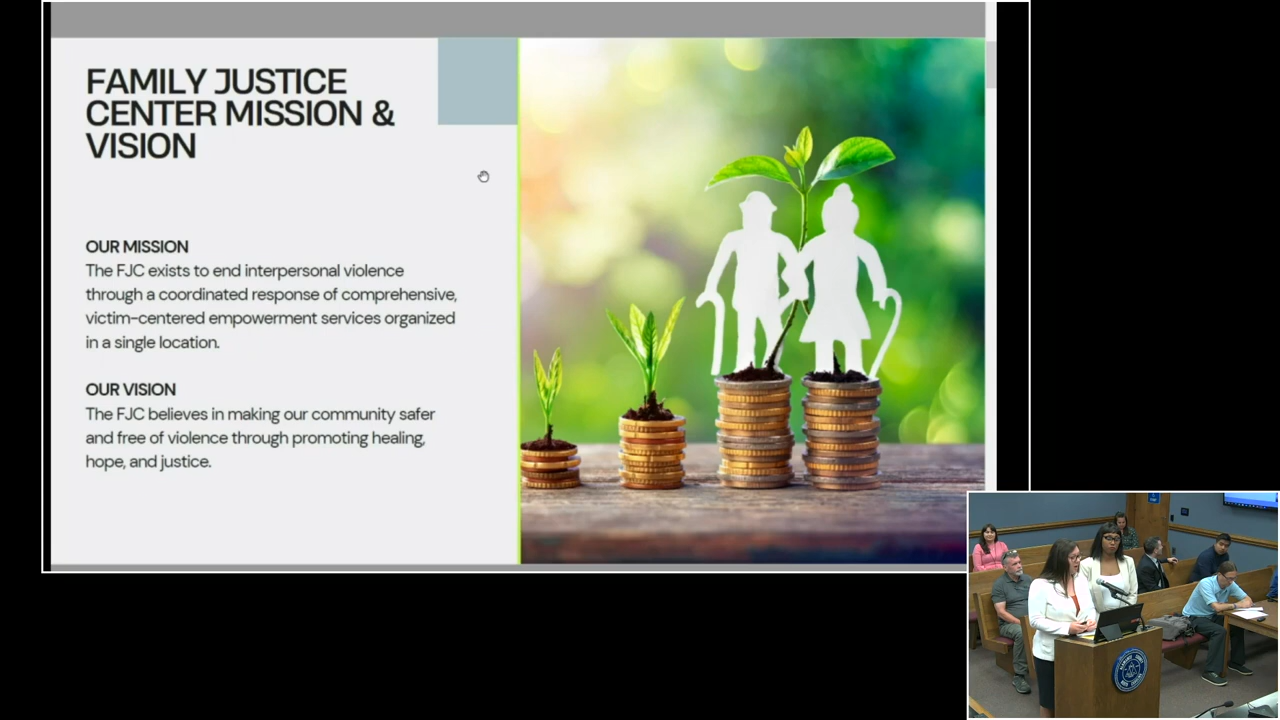 FAMILY JUSTICE
CENTER MISSION &
VISION
OUR MISSION
The FJC exists to end interpersonal violence
through a coordinated response of comprehensive,
victim-centered empowerment services organized
in a single location.
OUR VISION
The FJC believes in making our community safer
and free of violence through promoting healing,
hope, and justice.